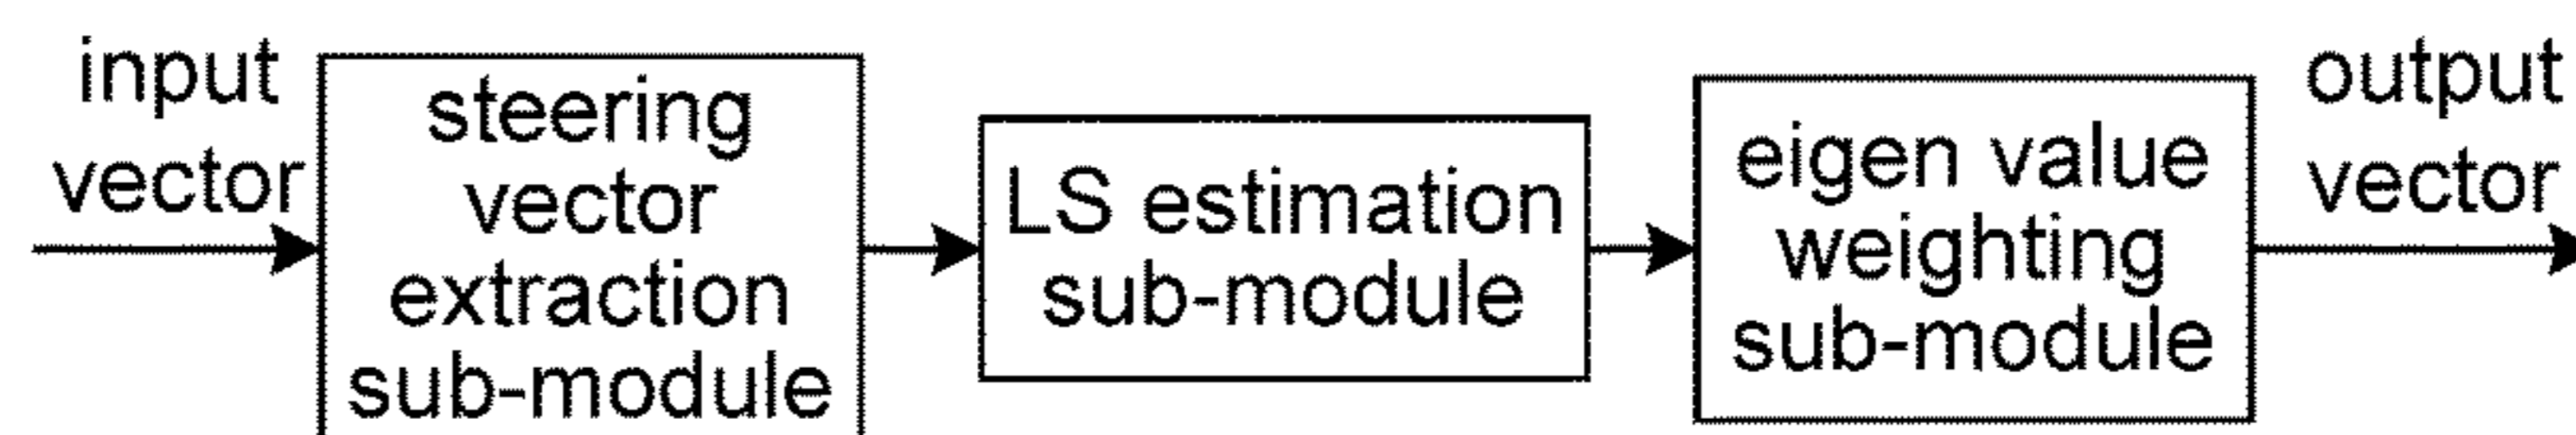 input
vector
steering
vector
extraction
sub-module
LS estimation
sub-module
eigen value
weighting
sub-module
output
vector